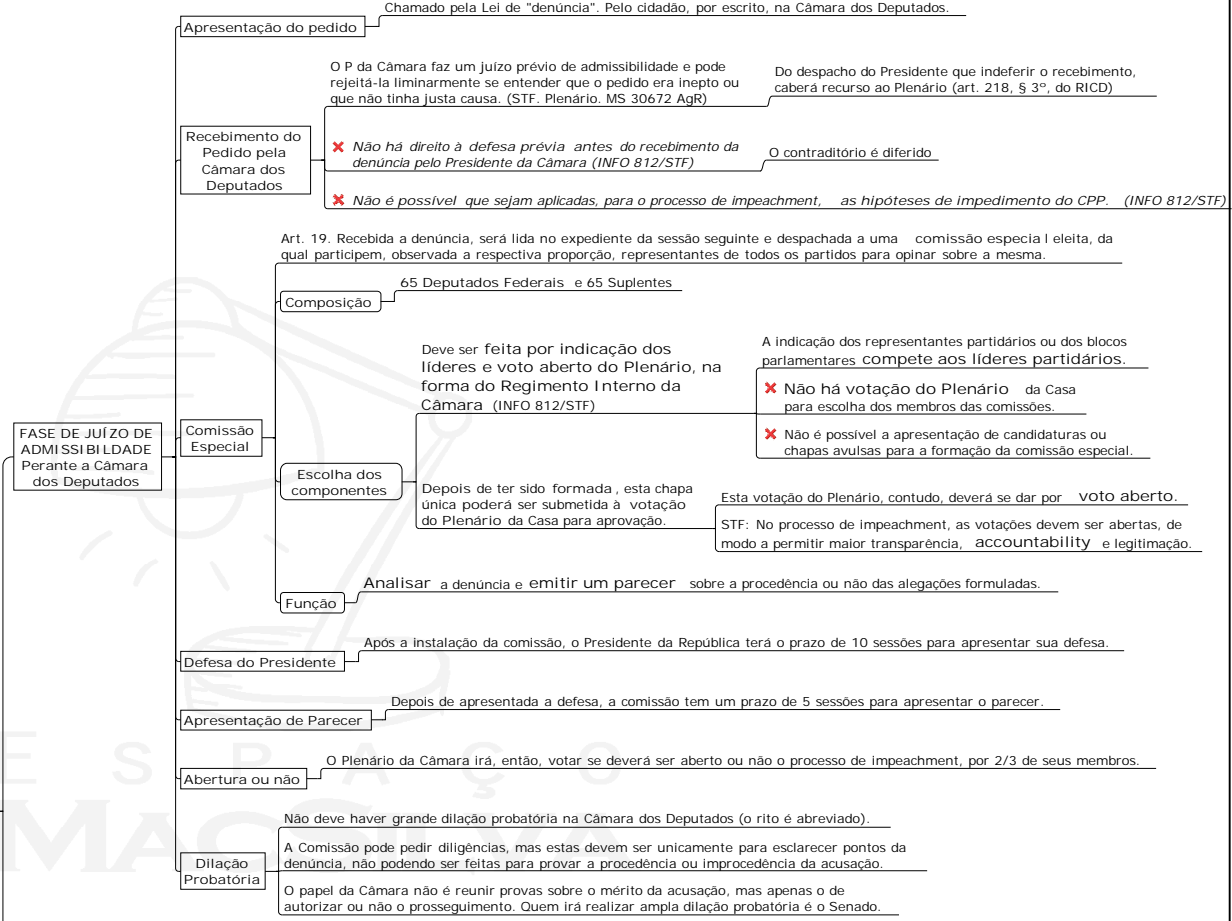 Chamado pela Lei de "denúncia". Pelo cidadão, por escrito, na Câmara dos Deputados.
Apresentação do pedido
O P da Câmara faz um juízo prévio de admissibilidade e pode
rejeitá-la liminarmente se entender que o pedido era inepto ou
que não tinha justa causa. (STF. Plenário. MS 30672 AgR)
Do despacho do Presidente que indeferir o recebimento,
caberá recurso ao Plenário (art. 218, § 3º, do RICD)
Recebimento do
Pedido pela
Câmara dos
Deputados
Não há direito à defesa prévia antes do recebimento da
denúncia pelo Presidente da Câmara (INFO 812/STF)
O contraditório é diferido
Não é possível que sejam aplicadas, para o processo de impeachment, as hipóteses de impedimento do CPP. (INFO 812/STF)
Art. 19. Recebida a denúncia, será lida no expediente da sessão seguinte e despachada a uma comissão especial eleita, da
qual participem, observada a respectiva proporção, representantes de todos os partidos para opinar sobre a mesma.
65 Deputados Federais e 65 Suplentes
Composição
Deve ser feita por indicação dos
líderes e voto aberto do Plenário, na
forma do Regimento Interno da
Câmara (INFO 812/STF)
A indicação dos representantes partidários ou dos blocos
parlamentares compete aos líderes partidários.
Não há votação do Plenário da Casa
para escolha dos membros das comissões.
Não é possível a apresentação de candidaturas ou
chapas avulsas para a formação da comissão especial.
FASE DE JUÍZO DE
ADMISSIBILDADE
Perante a Câmara
dos Deputados
Comissão
Especial
Escolha dos
componentes
Depois de ter sido formada, esta chapa
única poderá ser submetida à votação
do Plenário da Casa para aprovação.
Esta votação do Plenário, contudo, deverá se dar por voto aberto.
STF: No processo de impeachment, as votações devem ser abertas, de
modo a permitir maior transparência, accountability e legitimação.
Analisar a denúncia e emitir um parecer sobre a procedência ou não das alegações formuladas.
Função
Após a instalação da comissão, o Presidente da República terá o prazo de 10 sessões para apresentar sua defesa.
Defesa do Presidente
Depois de apresentada a defesa, a comissão tem um prazo de 5 sessões para apresentar o parecer.
Apresentação de Parecer
O Plenário da Câmara irá, então, votar se deverá ser aberto ou não o processo de impeachment, por 2/3 de seus membros.
Abertura ou não
Não deve haver grande dilação probatória na Câmara dos Deputados (o rito é abreviado).
A Comissão pode pedir diligências, mas estas devem ser unicamente para esclarecer pontos da
denúncia, não podendo ser feitas para provar a procedência ou improcedência da acusação.
Dilação
Probatória
O papel da Câmara não é reunir provas sobre o mérito da acusação, mas apenas o de
autorizar ou não o prosseguimento. Quem irá realizar ampla dilação probatória é o Senado.
ESPAÇO
MACSILVA